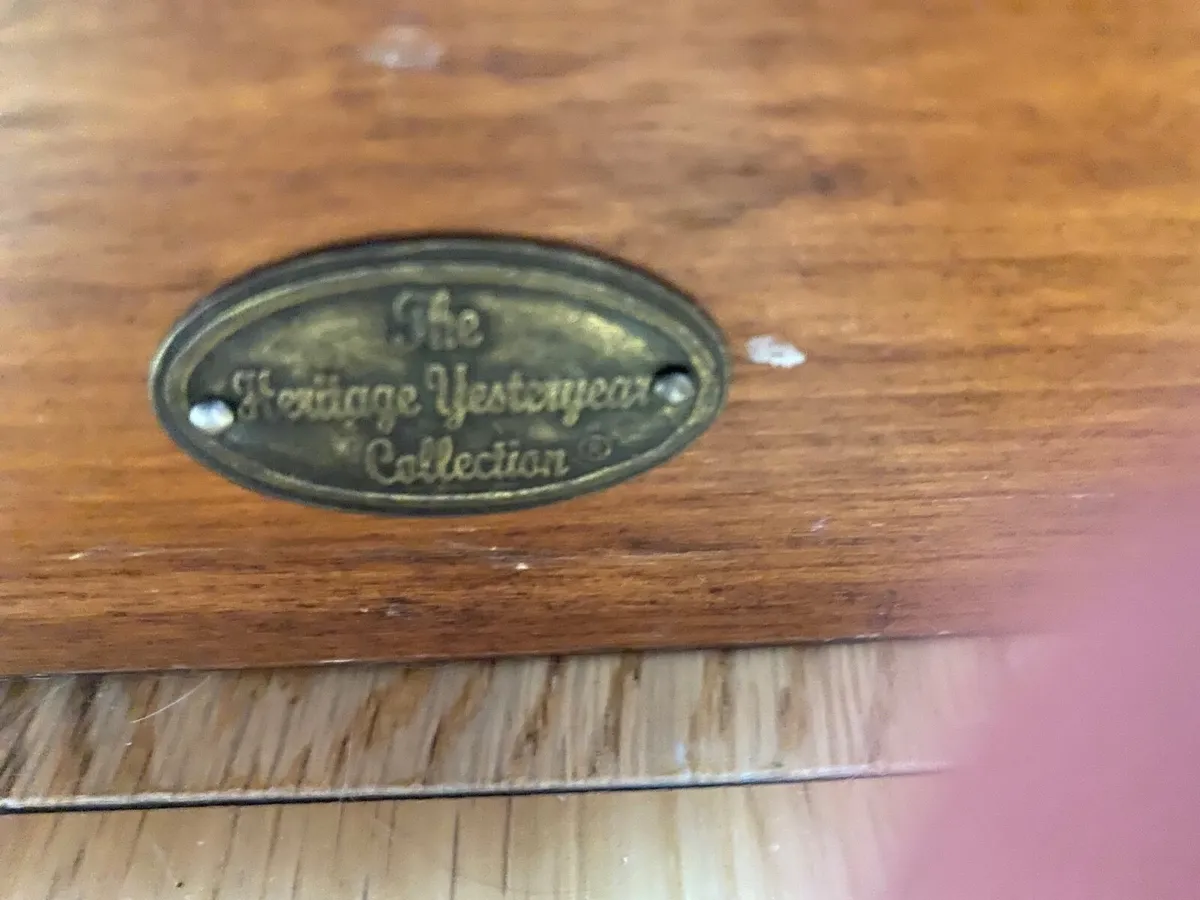 The
Heritage Yesteryear
Collection ®